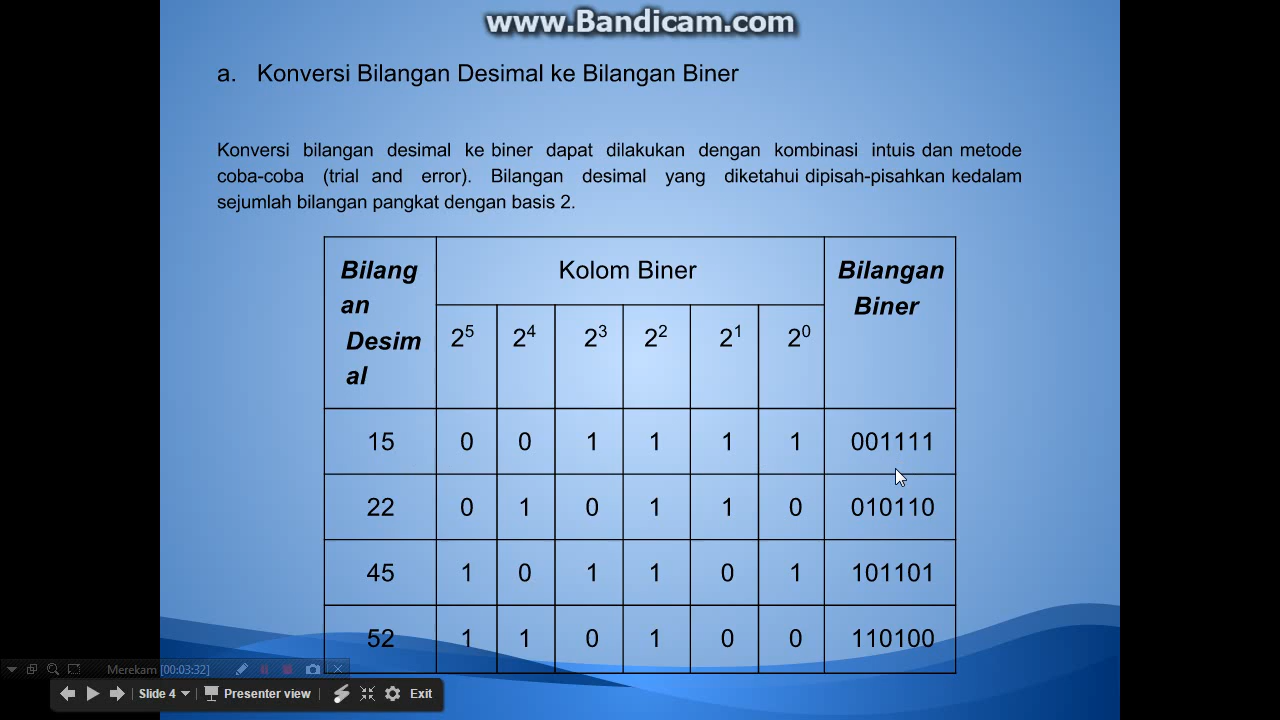 www.Bandicam.com
a. Konversi Bilangan Desimal ke Bilangan Biner
Konversi bilangan desimal ke biner dapat dilakukan dengan kombinasi intuis dan metode
coba-coba (trial and error). Bilangan desimal yang diketahui dipisah-pisahkan kedalam
sejumlah bilangan pangkat dengan basis 2.
Bilang
an
Desim
al
Kolom Biner
Bilangan
Biner
2⁵ 2⁴ 2³ 2² 2¹ 2⁰
15 0 0 1 1 1 1 001111
22 0 1 0 1 1 0 010110
45 1 0 1 1 0 1 101101
52 1 1 0 1 0 0 110100
Merekam [00:03:32]
Slide 4 Presenter view Exit